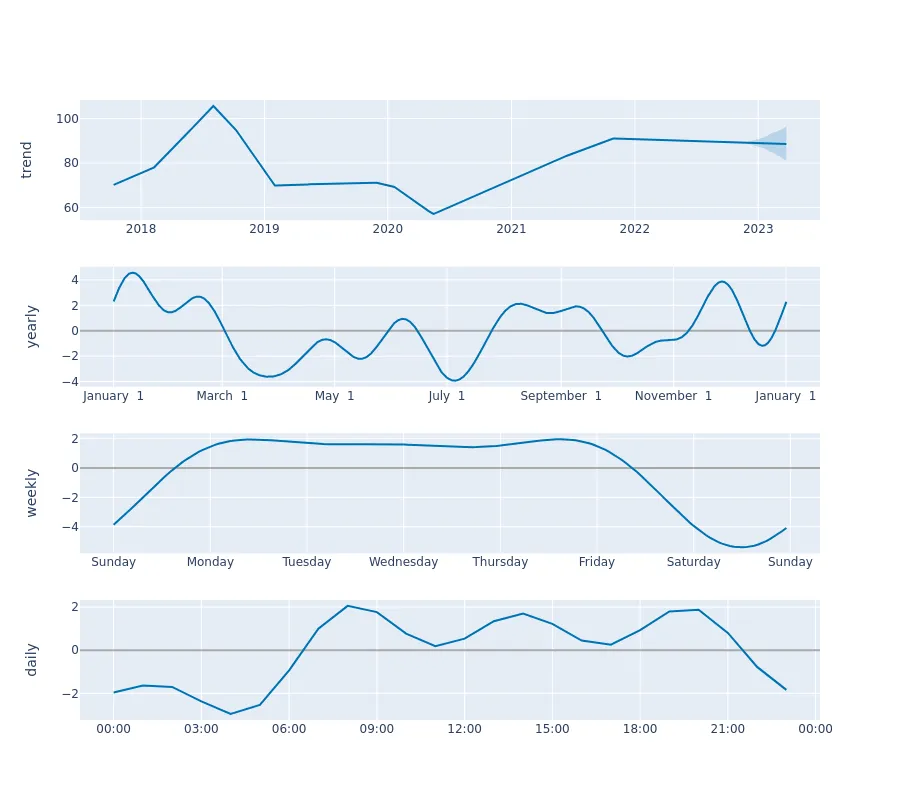 trend
100
80
60
2018 2019 2020 2021 2022 2023
yearly
4
2
0
−2
−4
January 1 March 1 May 1 July 1 September 1 November 1 January 1
weekly
2
0
−2
−4
Sunday Monday Tuesday Wednesday Thursday Friday Saturday Sunday
daily
2
0
−2
00:00 03:00 06:00 09:00 12:00 15:00 18:00 21:00 00:00